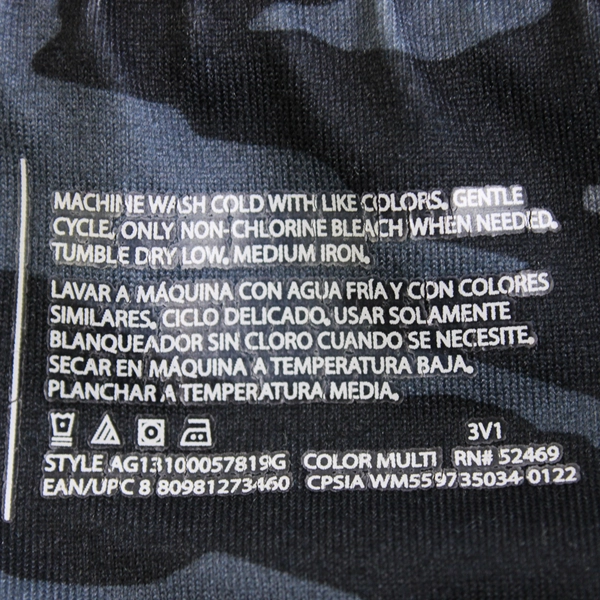 MACHINE WASH COLD WITH LIKE COLORS, GENTLE
CYCLE, ONLY NON-CHLORINE BLEACH WHEN NEEDED.
TUMBLE DRY LOW, MEDIUM IRON.
LAVAR A MÁQUINA CON AGUA FRÍA Y CON COLORES
SIMILARES, CICLO DELICADO, USAR SOLAMENTE
BLANQUEADOR SIN CLORO CUANDO SE NECESITE,
SECAR EN MÁQUINA A TEMPERATURA BAJA,
PLANCHAR A TEMPERATURA MEDIA.
3V1
STYLE AG13100057819G COLOR MULTI RN# 52469
EAN/UPC 8 80981273460 CPSIA WM559735034 0122